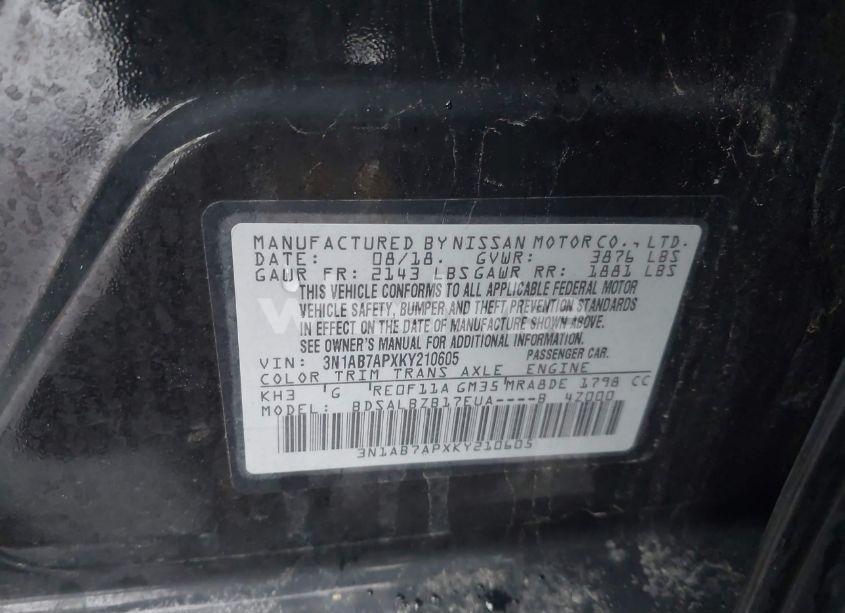 MANUFACTURED BY NISSAN MOTOR CO., LTD.
DATE: 08/18. GVWR: 3876 LBS
GAWR FR: 2143 LBS GAWR RR: 1881 LBS
THIS VEHICLE CONFORMS TO ALL APPLICABLE FEDERAL MOTOR
VEHICLE SAFETY, BUMPER AND THEFT PREVENTION STANDARDS
IN EFFECT ON THE DATE OF MANUFACTURE SHOWN ABOVE.
SEE OWNER'S MANUAL FOR ADDITIONAL INFORMATION.
VIN: 3N1AB7APXKY210605 PASSENGER CAR.
COLOR TRIM TRANS AXLE ENGINE
KH3 G RE0F11A GM35 MRA8DE 1798 CC
MODEL: BDSALBZB17EUA----B 4Z000
3N1AB7APXKY210605